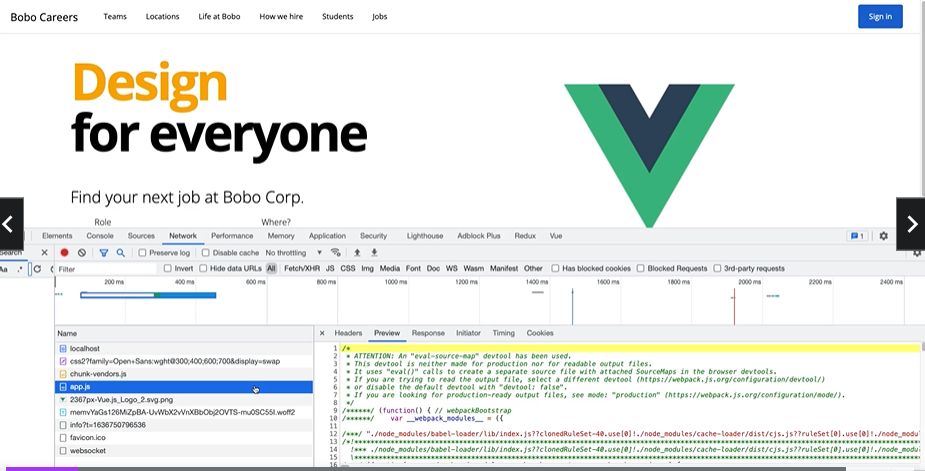 Bobo Careers Teams Locations Life at Bobo How we hire Students Jobs Sign in
Design
for everyone
Find your next job at Bobo Corp.
Role Where?
Elements Console Sources Network Performance Memory Application Security Lighthouse Adblock Plus Redux Vue 1
Search Preserve log Disable cache No throttling
Aa .* Filter Invert Hide data URLs All Fetch/XHR JS CSS Img Media Font Doc WS Wasm Manifest Other Has blocked cookies Blocked Requests 3rd-party requests
200 ms 400 ms 600 ms 800 ms 1000 ms 1200 ms 1400 ms 1600 ms 1800 ms 2000 ms 2200 ms 2400 ms
Name
localhost
css2?family=Open+Sans:wght@300;400;600;700&display=swap
chunk-vendors.js
app.js
2367px-Vue.js_Logo_2.svg.png
memvYaGs126MiZpBA-UvWbX2vVnXBbObj2OVTS-mu0SC55I.woff2
info?t=1636750796536
favicon.ico
websocket
× Headers Preview Response Initiator Timing Cookies
1 /*
2 * ATTENTION: An "eval-source-map" devtool has been used.
3 * This devtool is neither made for production nor for readable output files.
4 * It uses "eval()" calls to create a separate source file with attached SourceMaps in the browser devtools.
5 * If you are trying to read the output file, select a different devtool (https://webpack.js.org/configuration/devtool/)
6 * or disable the default devtool with "devtool: false".
7 * If you are looking for production-ready output files, see mode: "production" (https://webpack.js.org/configuration/mode/).
8 */
9 /******/ (function() { // webpackBootstrap
10 /******/ var __webpack_modules__ = ({
11
12 /***/ "./node_modules/babel-loader/lib/index.js??clonedRuleSet-40.use[0]!./node_modules/cache-loader/dist/cjs.js??ruleSet[0].use[0]!./node_modul
13
14 !*** ./node_modules/babel-loader/lib/index.js??clonedRuleSet-40.use[0]!./node_modules/cache-loader/dist/cjs.js??ruleSet[0].use[0]!./node_modu
15
16